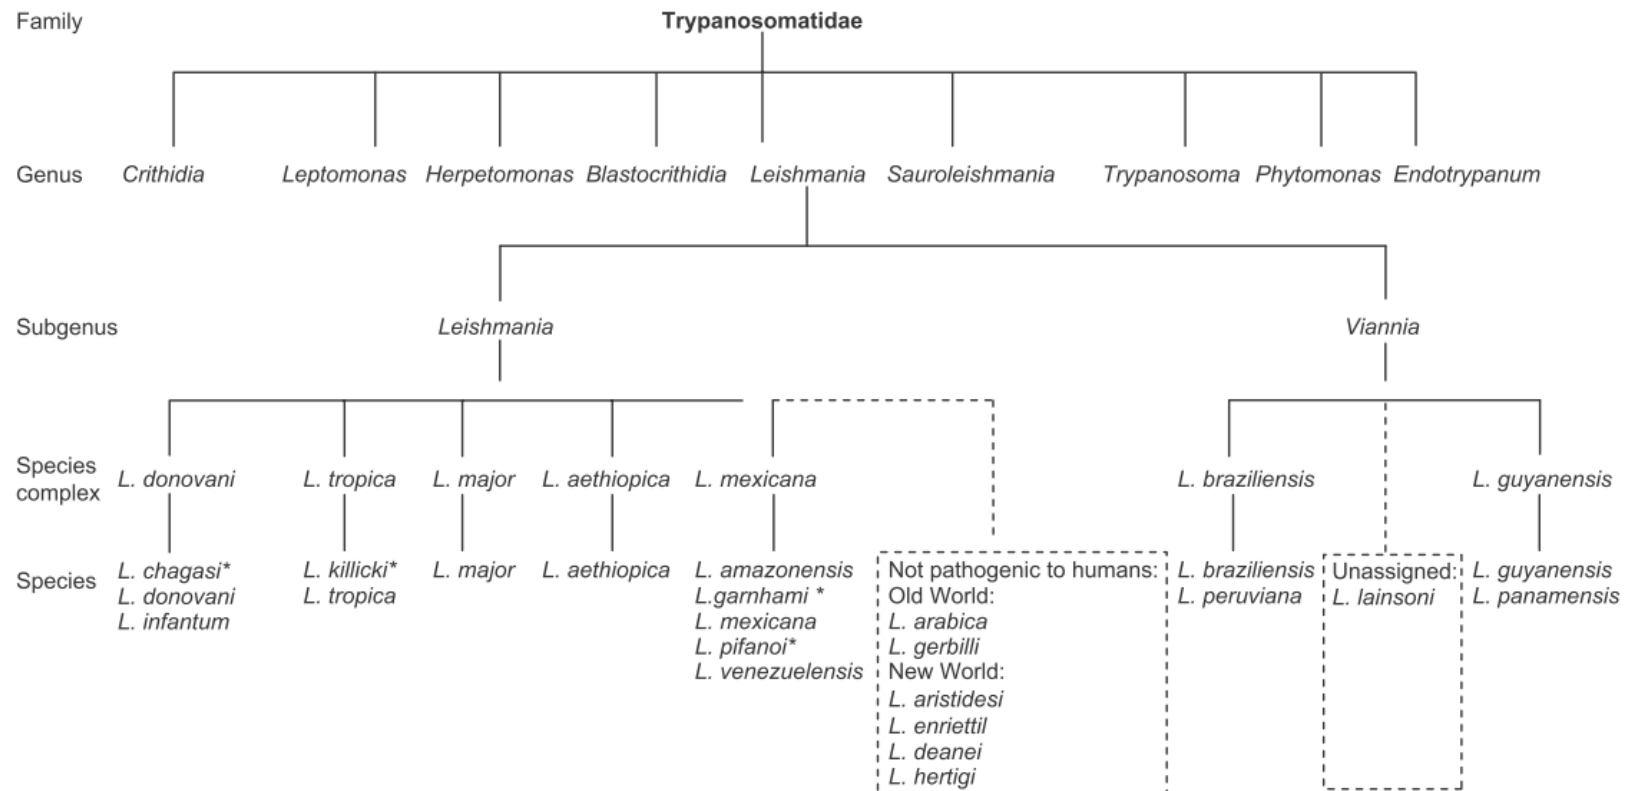 Family Trypanosomatidae
Genus Crithidia Leptomonas Herpetomonas Blastocrithidia Leishmania Sauroleishmania Trypanosoma Phytomonas Endotrypanum
Subgenus Leishmania Viannia
Species
complex
L. donovani L. tropica L. major L. aethiopica L. mexicana L. braziliensis L. guyanensis
Species
L. chagasi*
L. donovani
L. infantum
L. killicki*
L. tropica
L. major
L. aethiopica
L. amazonensis
L.garnhami *
L. mexicana
L. pifanoi*
L. venezuelensis
Not pathogenic to humans:
Old World:
L. arabica
L. gerbilli
New World:
L. aristidesi
L. enriettil
L. deanei
L. hertigi
L. braziliensis
L. peruviana
Unassigned:
L. lainsoni
L. guyanensis
L. panamensis